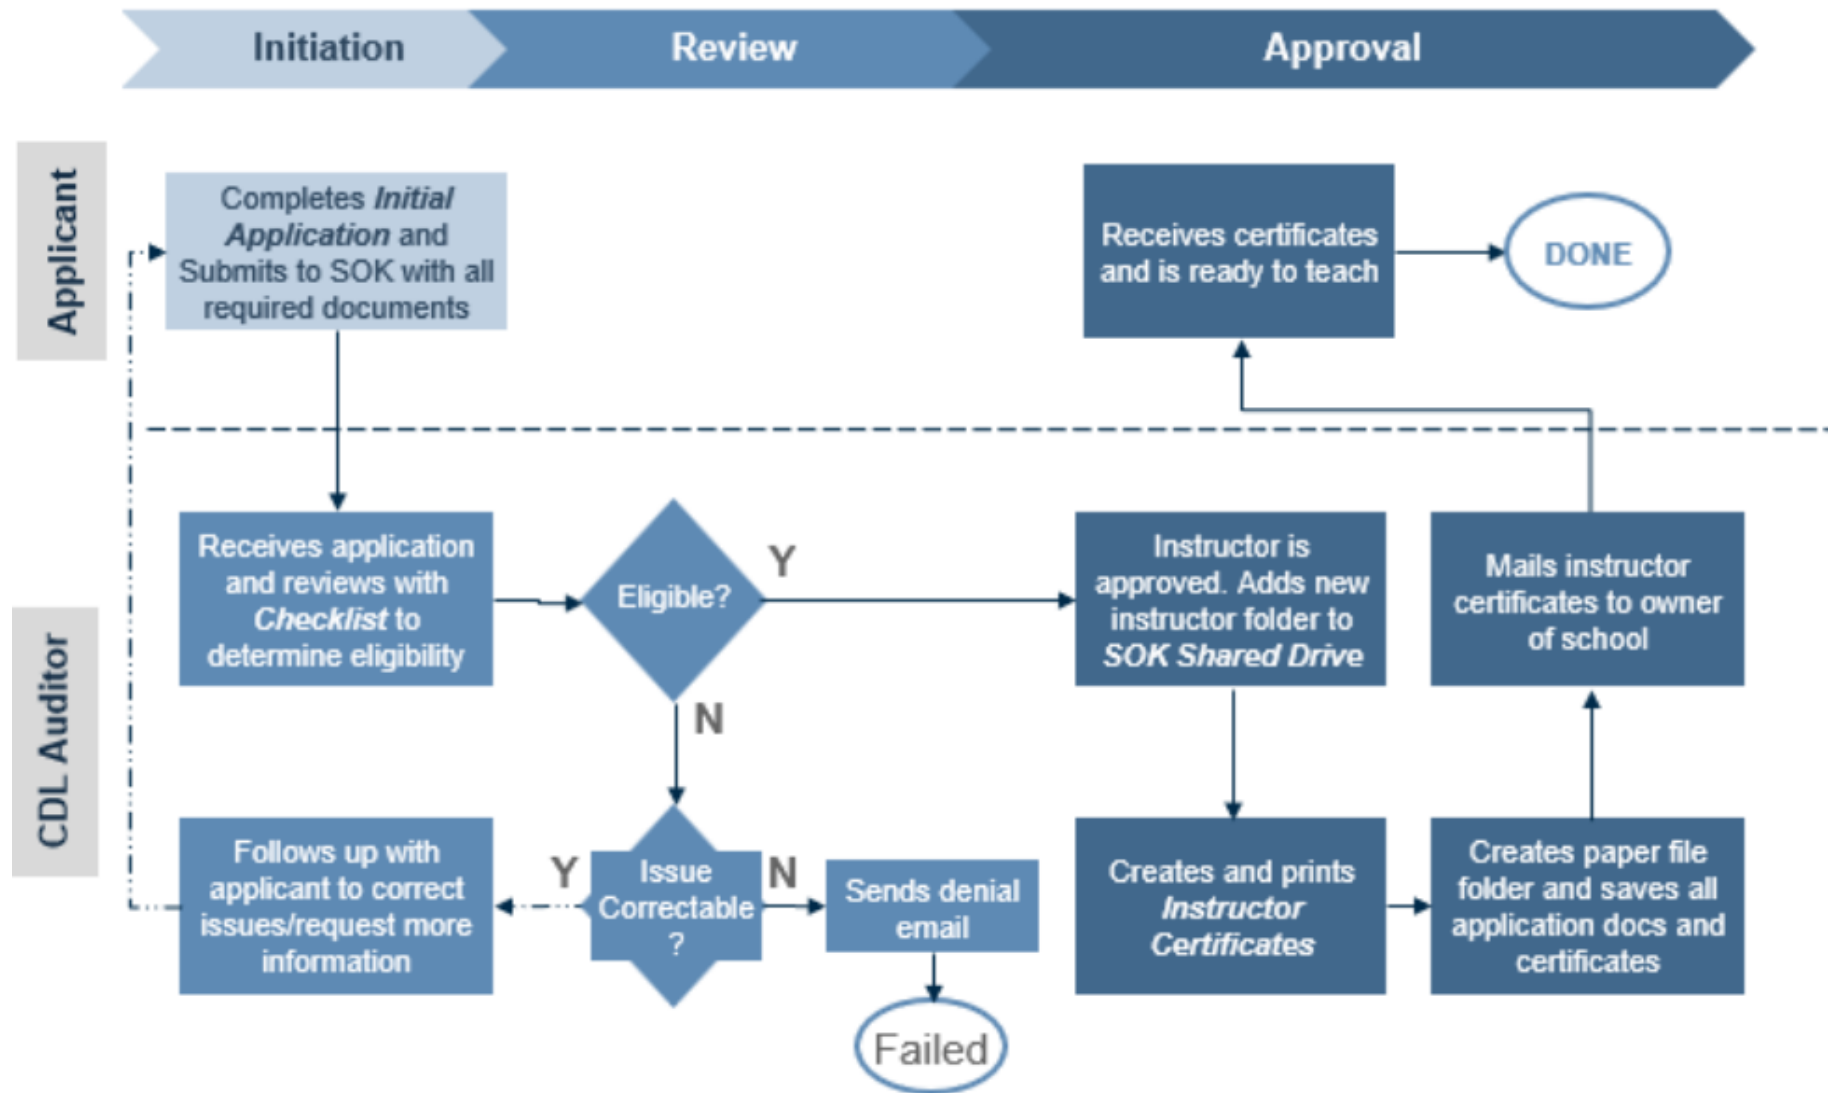 Initiation
Review
Approval
Applicant
Completes Initial
Application and
Submits to SOK with all
required documents
Receives certificates
and is ready to teach
DONE
CDL Auditor
Receives application
and reviews with
Checklist to
determine eligibility
Eligible?
Y
N
Instructor is
approved. Adds new
instructor folder to
SOK Shared Drive
Mails instructor
certificates to owner
of school
Follows up with
applicant to correct
issues/request more
information
Y
Issue
Correctable
?
N
Sends denial
email
Failed
Creates and prints
Instructor
Certificates
Creates paper file
folder and saves all
application docs and
certificates